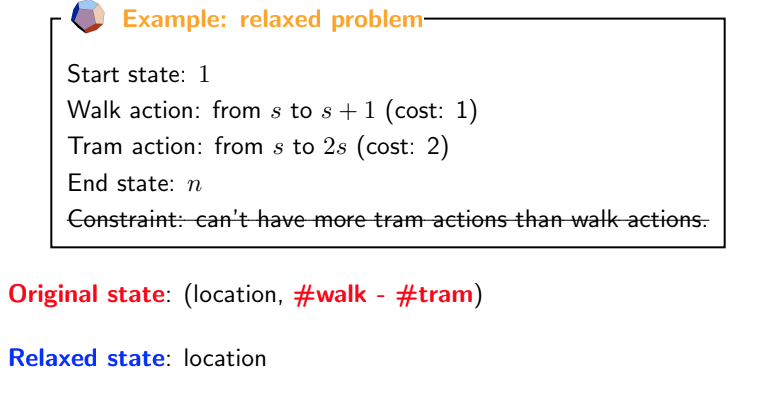 Example: relaxed problem
Start state: 1
Walk action: from s to s + 1 (cost: 1)
Tram action: from s to 2s (cost: 2)
End state: n
Constraint: can't have more tram actions than walk actions.
Original state: (location, #walk - #tram)
Relaxed state: location